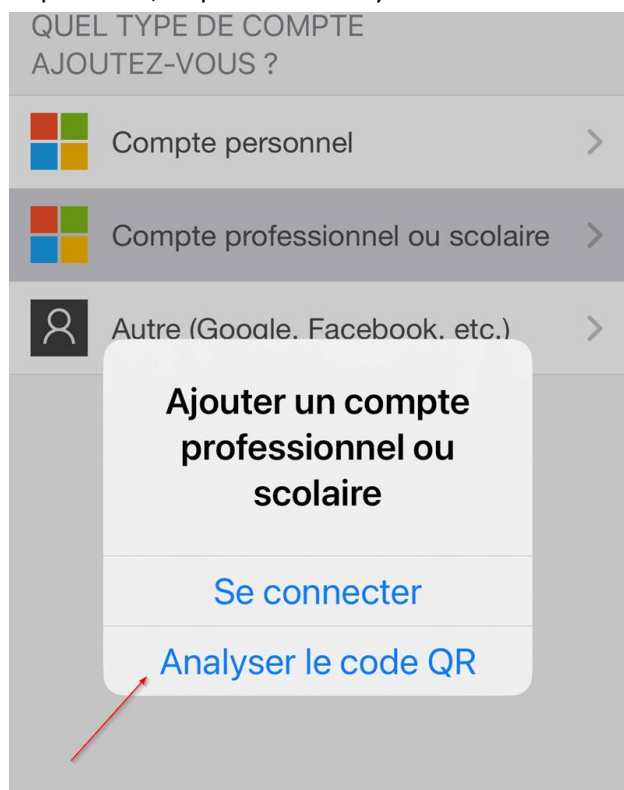 QUEL TYPE DE COMPTE
AJOUTEZ-VOUS ?
Compte personnel
Compte professionnel ou scolaire
Autre (Google, Facebook, etc.)
Ajouter un compte
professionnel ou
scolaire
Se connecter
Analyser le code QR